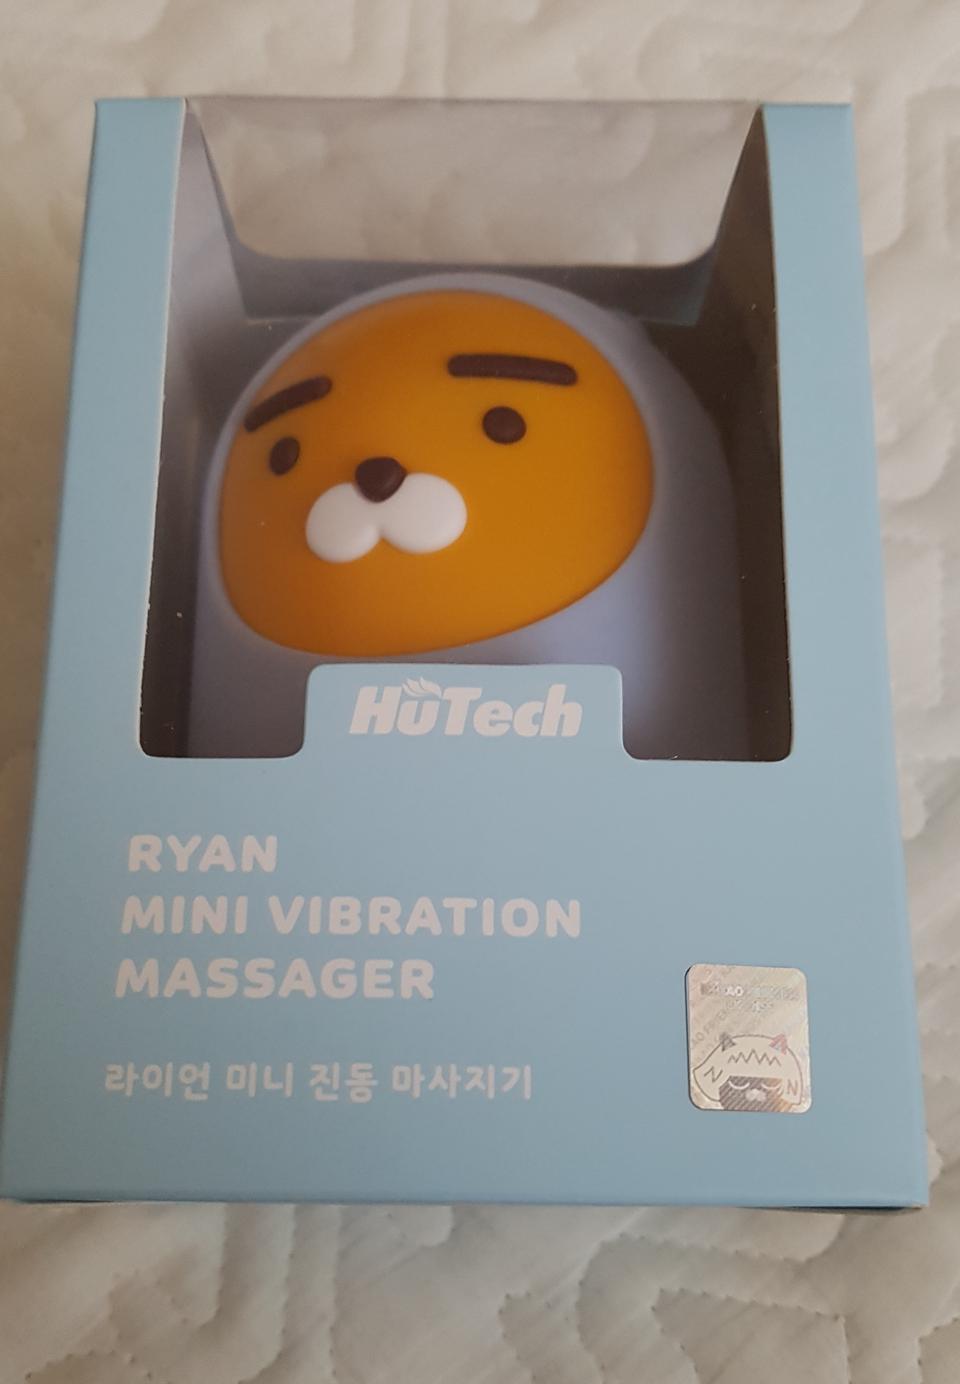 HuTech
RYAN
MINI VIBRATION
MASSAGER
라이언 미니 진동 마사지기